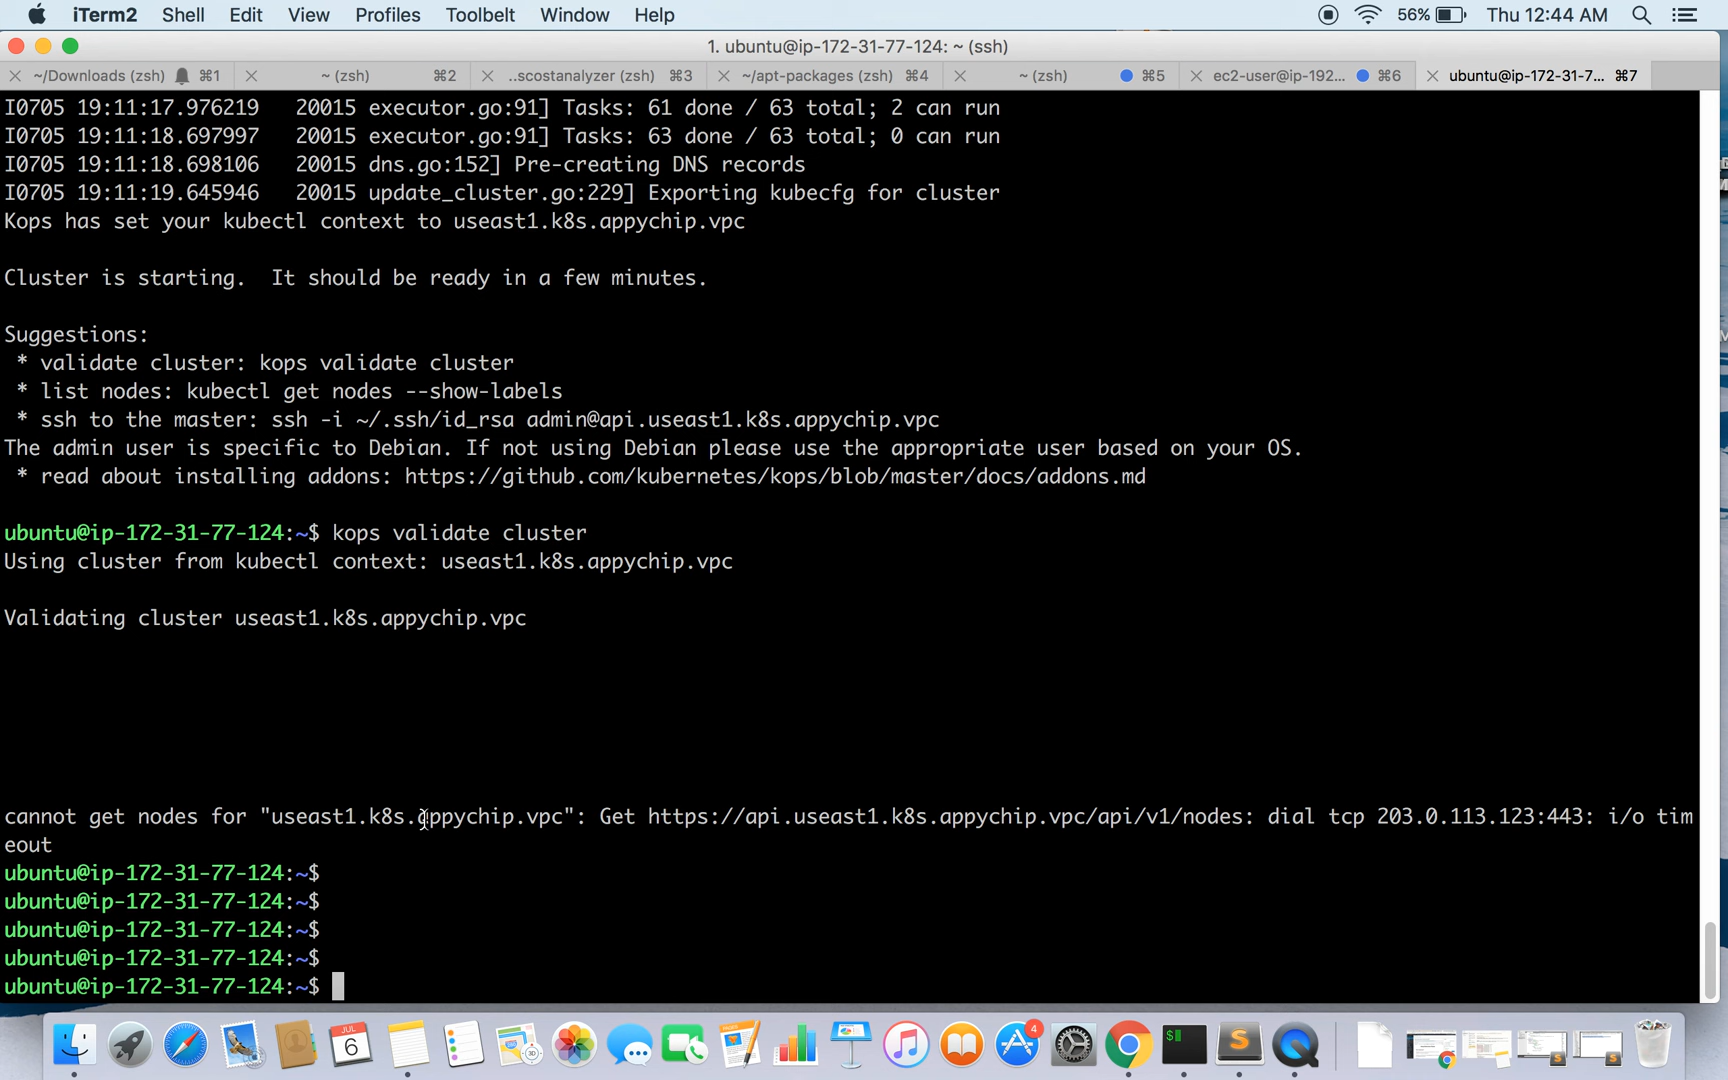 iTerm2 Shell Edit View Profiles Toolbelt Window Help 56% Thu 12:44 AM
1. ubuntu@ip-172-31-77-124: ~ (ssh)
~/Downloads (zsh) ⌘1 ~ (zsh) ⌘2 ..scostanalyzer (zsh) ⌘3 ~/apt-packages (zsh) ⌘4 ~ (zsh) ⌘5 ec2-user@ip-192... ⌘6 ubuntu@ip-172-31-7... ⌘7
I0705 19:11:17.976219   20015 executor.go:91] Tasks: 61 done / 63 total; 2 can run
I0705 19:11:18.697997   20015 executor.go:91] Tasks: 63 done / 63 total; 0 can run
I0705 19:11:18.698106   20015 dns.go:152] Pre-creating DNS records
I0705 19:11:19.645946   20015 update_cluster.go:229] Exporting kubecfg for cluster
Kops has set your kubectl context to useast1.k8s.appychip.vpc
Cluster is starting.  It should be ready in a few minutes.
Suggestions:
* validate cluster: kops validate cluster
* list nodes: kubectl get nodes --show-labels
* ssh to the master: ssh -i ~/.ssh/id_rsa admin@api.useast1.k8s.appychip.vpc
The admin user is specific to Debian. If not using Debian please use the appropriate user based on your OS.
* read about installing addons: https://github.com/kubernetes/kops/blob/master/docs/addons.md
ubuntu@ip-172-31-77-124:~$ kops validate cluster
Using cluster from kubectl context: useast1.k8s.appychip.vpc
Validating cluster useast1.k8s.appychip.vpc
cannot get nodes for "useast1.k8s.appychip.vpc": Get https://api.useast1.k8s.appychip.vpc/api/v1/nodes: dial tcp 203.0.113.123:443: i/o tim
eout
ubuntu@ip-172-31-77-124:~$
ubuntu@ip-172-31-77-124:~$
ubuntu@ip-172-31-77-124:~$
ubuntu@ip-172-31-77-124:~$
ubuntu@ip-172-31-77-124:~$
JUL
6
4